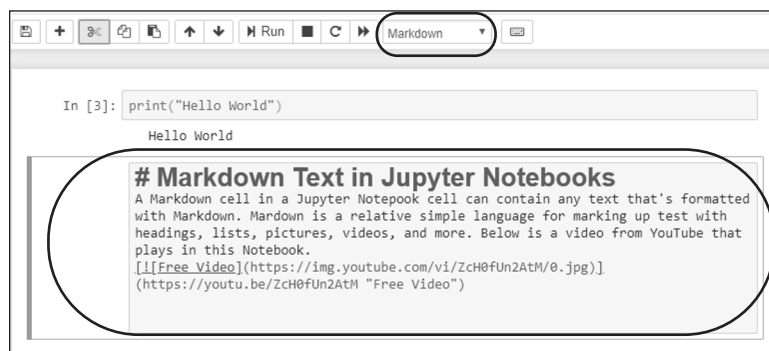 Run Markdown
In [3]: print("Hello World")
Hello World
# Markdown Text in Jupyter Notebooks
A Markdown cell in a Jupyter Notepook cell can contain any text that's formatted
with Markdown. Mardown is a relative simple language for marking up test with
headings, lists, pictures, videos, and more. Below is a video from YouTube that
plays in this Notebook.
[![Free Video](https://img.youtube.com/vi/ZcH0fUn2AtM/0.jpg)]
(https://youtu.be/ZcH0fUn2AtM "Free Video")